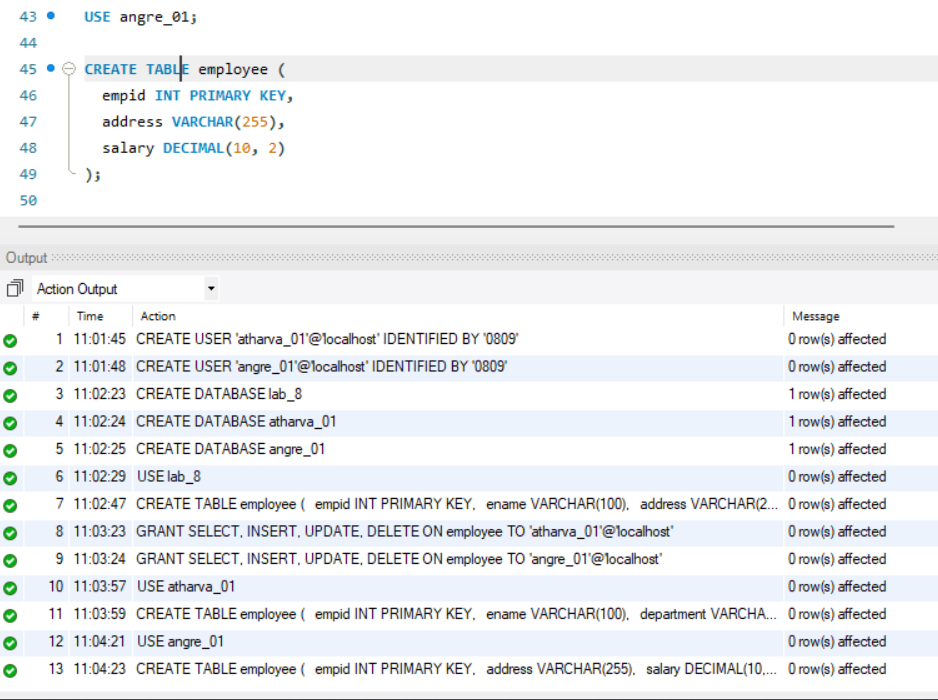 43 USE angre_01;
44
45 CREATE TABLE employee (
46 empid INT PRIMARY KEY,
47 address VARCHAR(255),
48 salary DECIMAL(10, 2)
49 );
50
Output
Action Output
# Time Action Message
1 11:01:45 CREATE USER 'atharva_01'@'localhost' IDENTIFIED BY '0809' 0 row(s) affected
2 11:01:48 CREATE USER 'angre_01'@'localhost' IDENTIFIED BY '0809' 0 row(s) affected
3 11:02:23 CREATE DATABASE lab_8 1 row(s) affected
4 11:02:24 CREATE DATABASE atharva_01 1 row(s) affected
5 11:02:25 CREATE DATABASE angre_01 1 row(s) affected
6 11:02:29 USE lab_8 0 row(s) affected
7 11:02:47 CREATE TABLE employee ( empid INT PRIMARY KEY, ename VARCHAR(100), address VARCHAR(2... 0 row(s) affected
8 11:03:23 GRANT SELECT, INSERT, UPDATE, DELETE ON employee TO 'atharva_01'@'localhost' 0 row(s) affected
9 11:03:24 GRANT SELECT, INSERT, UPDATE, DELETE ON employee TO 'angre_01'@'localhost' 0 row(s) affected
10 11:03:57 USE atharva_01 0 row(s) affected
11 11:03:59 CREATE TABLE employee ( empid INT PRIMARY KEY, ename VARCHAR(100), department VARCHA... 0 row(s) affected
12 11:04:21 USE angre_01 0 row(s) affected
13 11:04:23 CREATE TABLE employee ( empid INT PRIMARY KEY, address VARCHAR(255), salary DECIMAL(10,... 0 row(s) affected